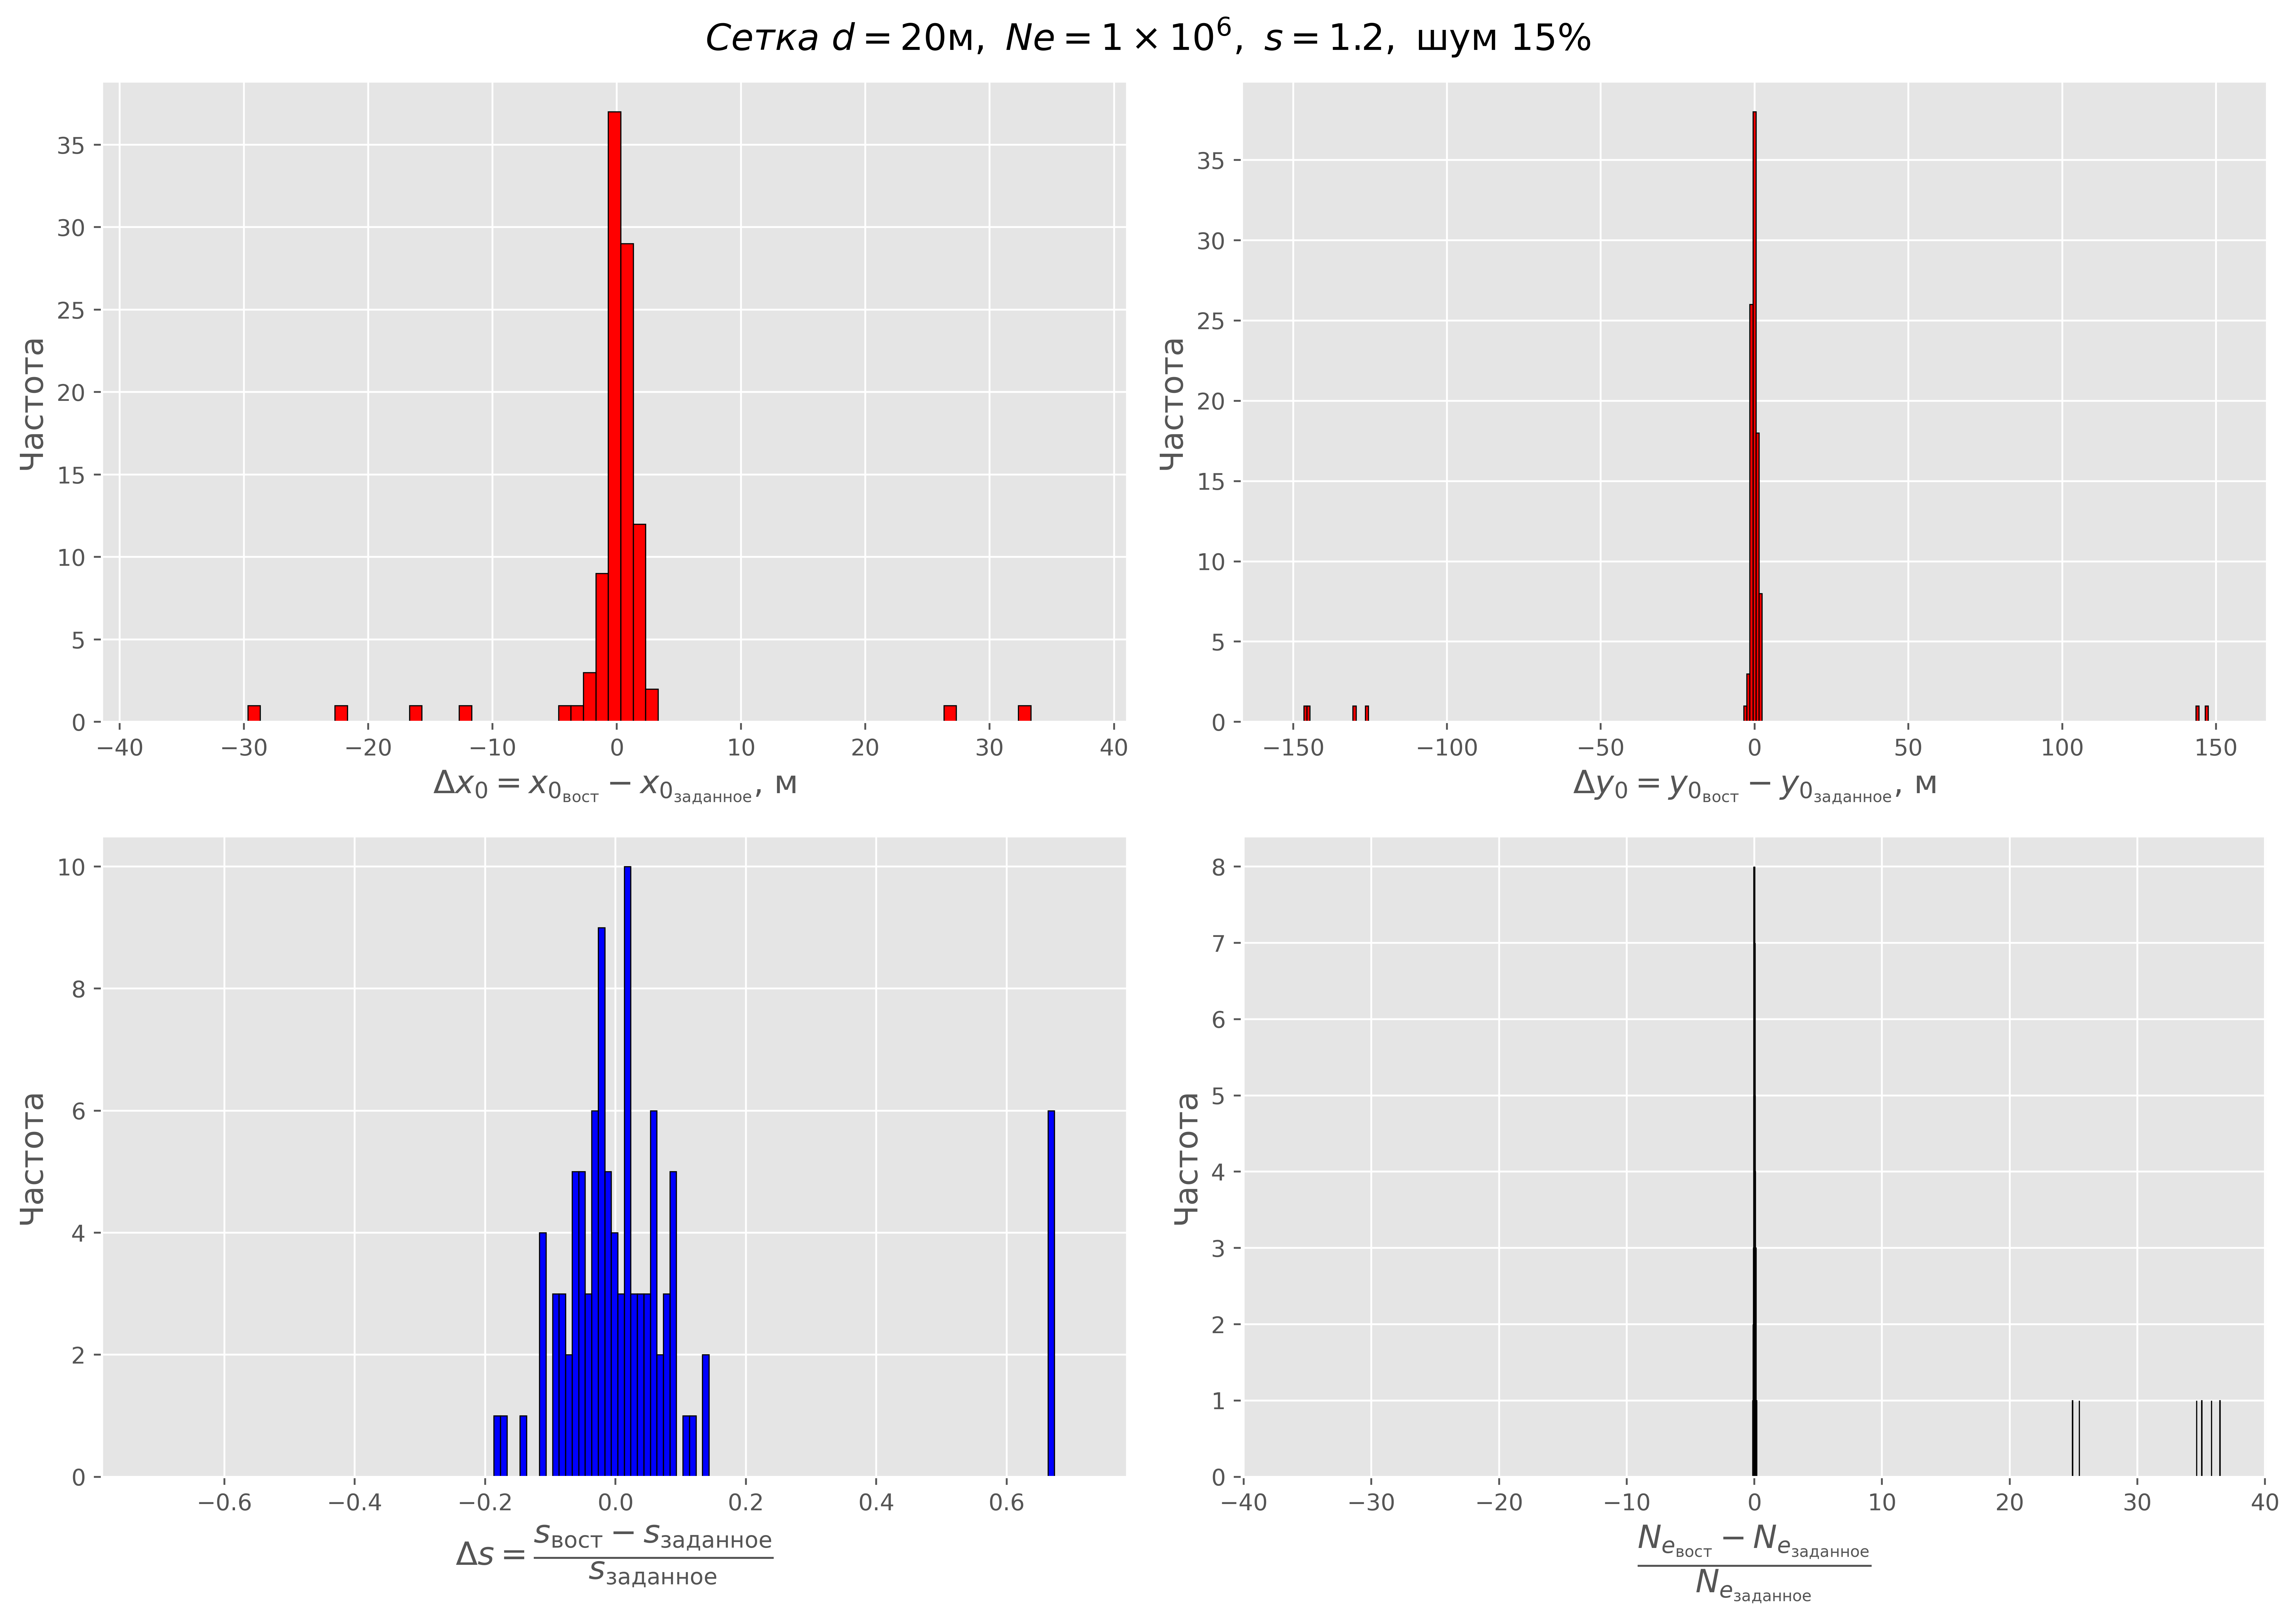 Сетка d = 20м, Ne = 1 × 10⁶, s = 1.2, шум 15%
Частота
35
30
25
20
15
10
5
0
−40 −30 −20 −10 0 10 20 30 40
Δx₀ = x₀вост − x₀заданное, м
Частота
35
30
25
20
15
10
5
0
−150 −100 −50 0 50 100 150
Δy₀ = y₀вост − y₀заданное, м
Частота
10
8
6
4
2
0
−0.6 −0.4 −0.2 0.0 0.2 0.4 0.6
Δs = sвост − sзаданное
sзаданное
Частота
8
7
6
5
4
3
2
1
0
−40 −30 −20 −10 0 10 20 30 40
Nₑвост − Nₑзаданное
Nₑзаданное